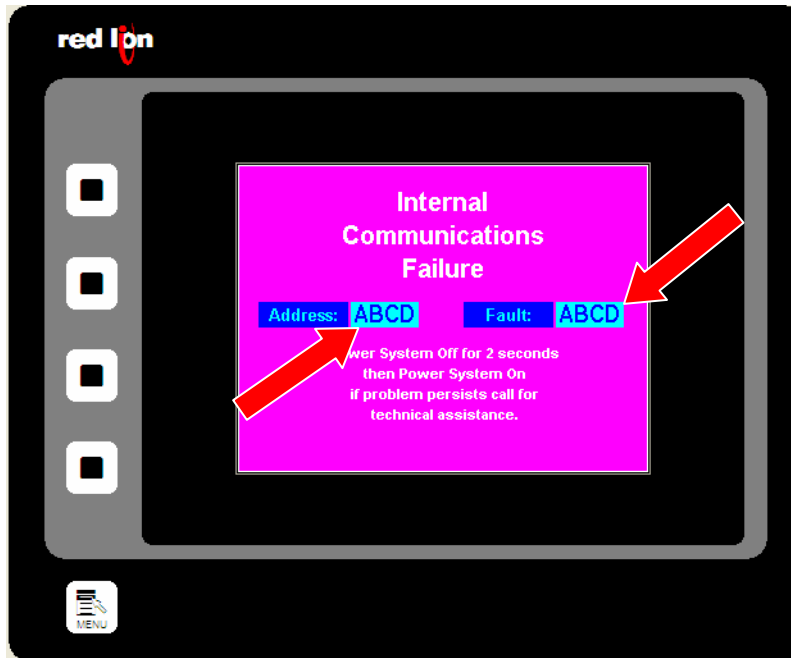 red lion
Internal
Communications
Failure
Address: ABCD Fault: ABCD
wer System Off for 2 seconds
then Power System On
if problem persists call for
technical assistance.
MENU